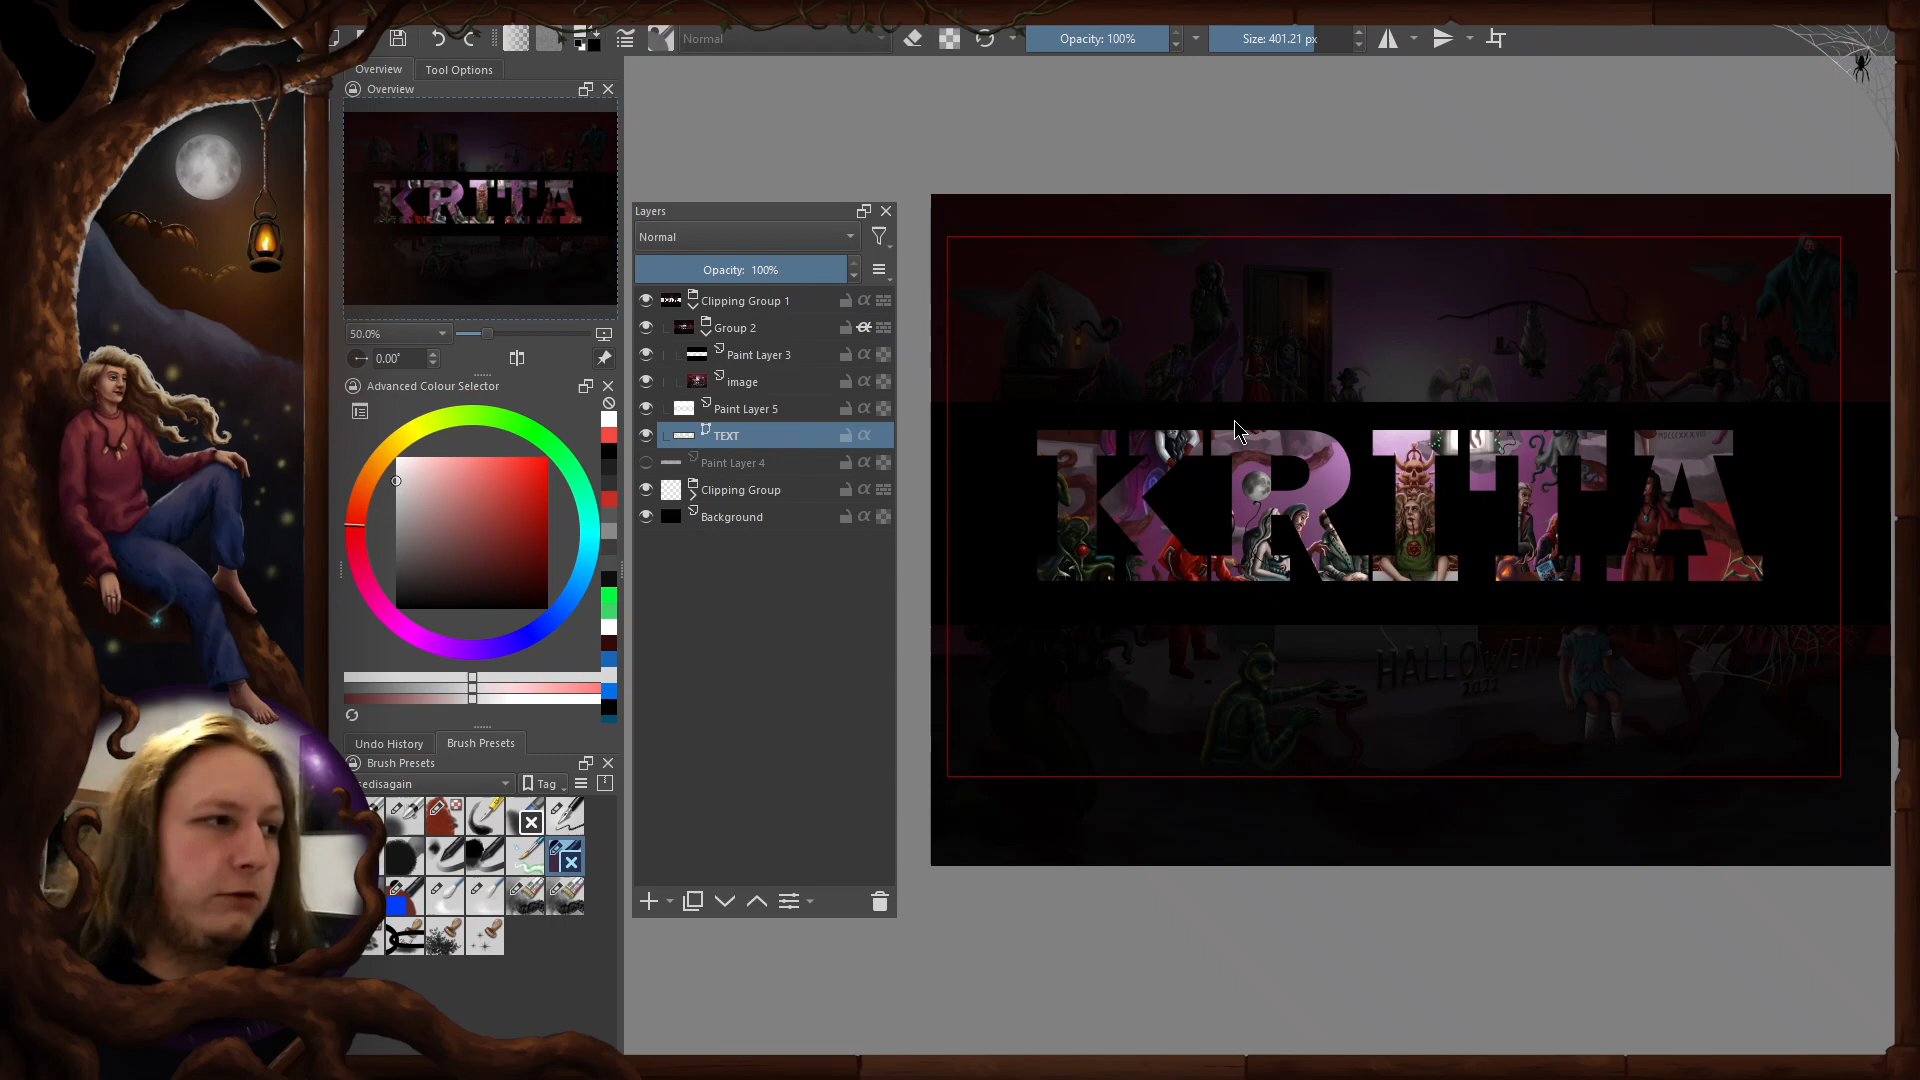 Normal
Opacity: 100%
Size: 401.21 px
Overview
Tool Options
Overview
KRITA
50.0%
0.00°
Advanced Colour Selector
Undo History
Brush Presets
Brush Presets
Tag
Layers
Normal
Opacity: 100%
Clipping Group 1
Group 2
Paint Layer 3
image
Paint Layer 5
TEXT
Paint Layer 4
Clipping Group
Background
KRITA
HALLOWEEN
2022